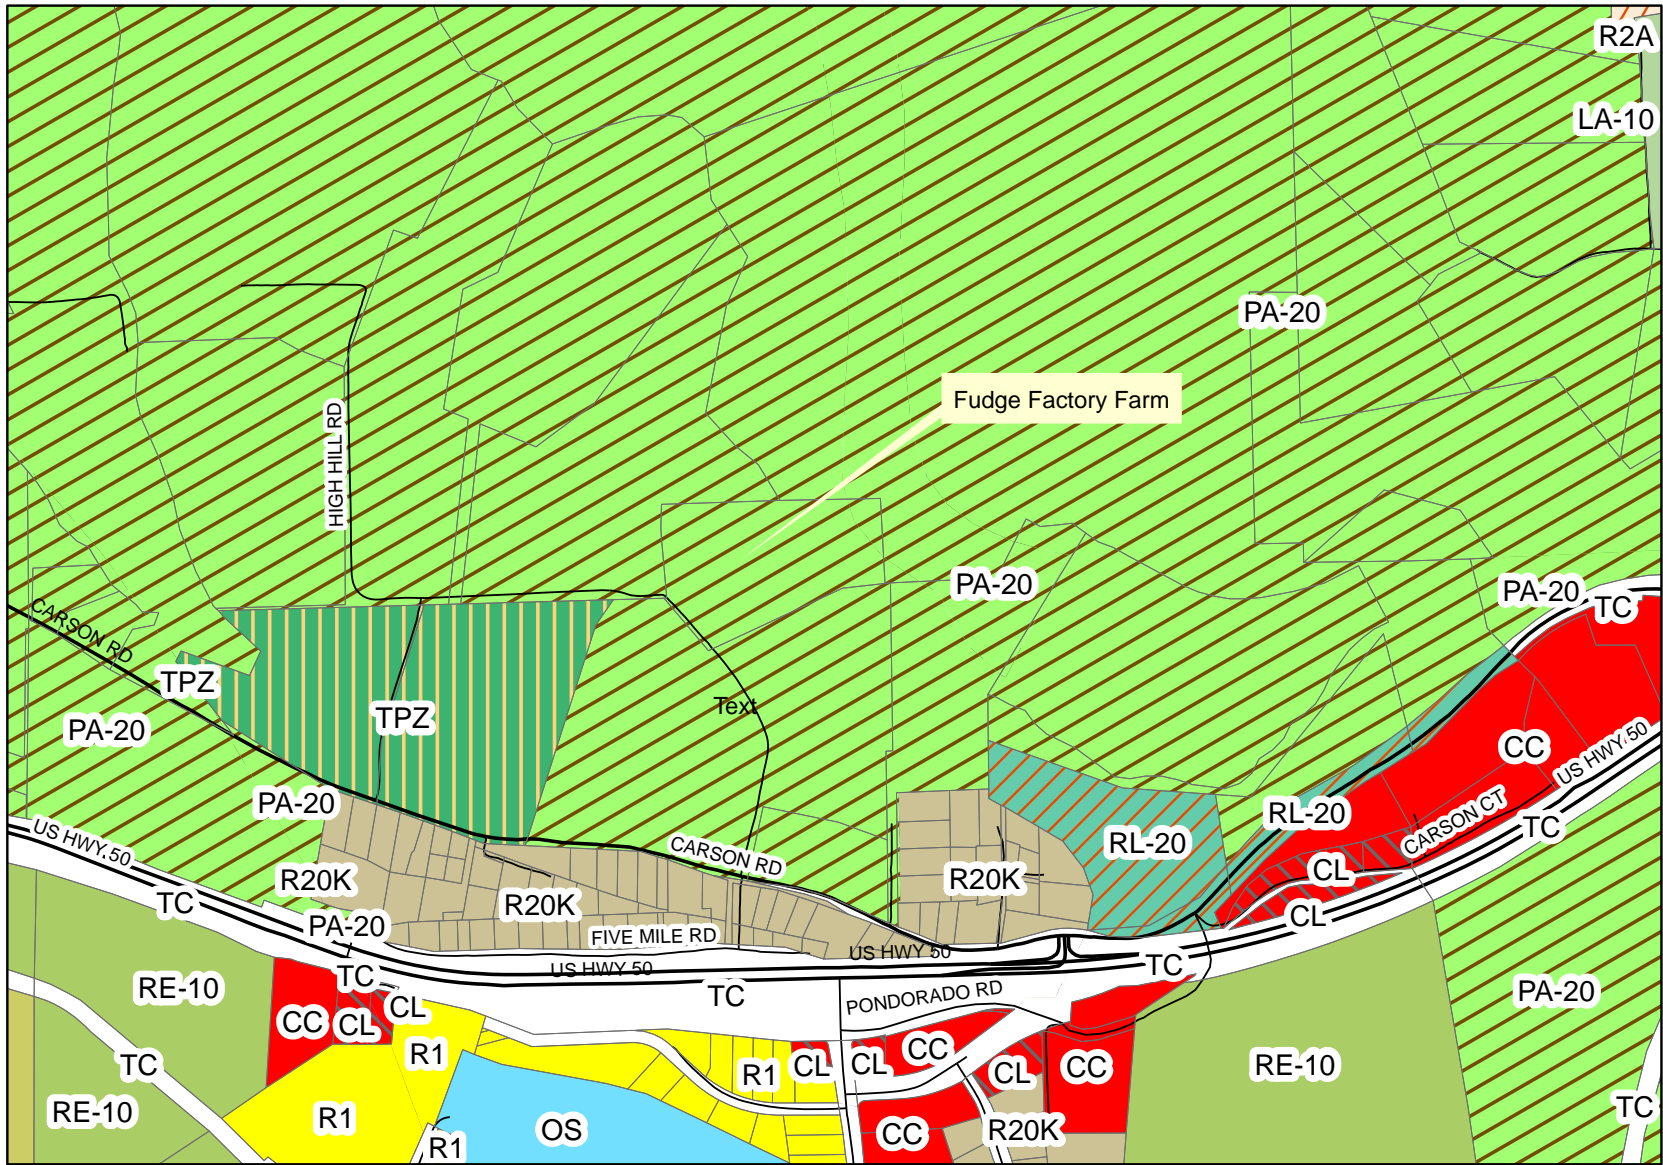 R2A
LA-10
PA-20
Fudge Factory Farm
HIGH HILL RD
PA-20
PA-20
TC
CARSON RD
TPZ
TPZ
Text
PA-20
CC
US HWY 50
PA-20
RL-20
CARSON CT
TC
US HWY 50
CARSON RD
RL-20
CL
R20K
R20K
R20K
TC
PA-20
CL
FIVE MILE RD
US HWY 50
US HWY 50
TC
TC
RE-10
TC
PONDORADO RD
PA-20
CC
CL
CL
R1
CC
TC
R1
CL
CL
CL
CC
RE-10
RE-10
R1
R1
OS
CC
R20K
TC